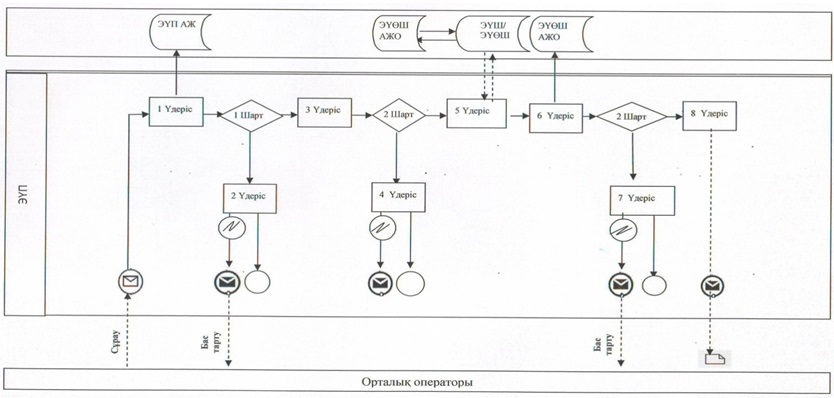 ЭҮП АЖ
ЭҮӨШ
АЖО
ЭҮШ/
ЭҮӨШ
ЭҮӨШ
АЖО
1 Үдеріс
1 Шарт
3 Үдеріс
2 Шарт
5 Үдеріс
6 Үдеріс
2 Шарт
8 Үдеріс
2 Үдеріс
4 Үдеріс
7 Үдеріс
ЭҮП
Сұрау
Бас
тарту
Бас
тарту
Орталық операторы